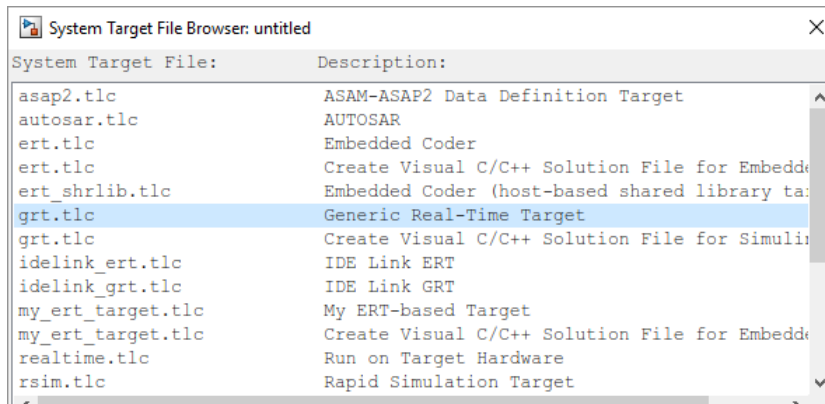 System Target File Browser: untitled
System Target File: Description:
asap2.tlc ASAM-ASAP2 Data Definition Target
autosar.tlc AUTOSAR
ert.tlc Embedded Coder
ert.tlc Create Visual C/C++ Solution File for
ert_shrlib.tlc Embedded Coder (host-based shared library
grt.tlc Generic Real-Time Target
grt.tlc Create Visual C/C++ Solution File for
idelink_ert.tlc IDE Link ERT
idelink_grt.tlc IDE Link GRT
my_ert_target.tlc My ERT-based Target
my_ert_target.tlc Create Visual C/C++ Solution File for
realtime.tlc Run on Target Hardware
rsim.tlc Rapid Simulation Target